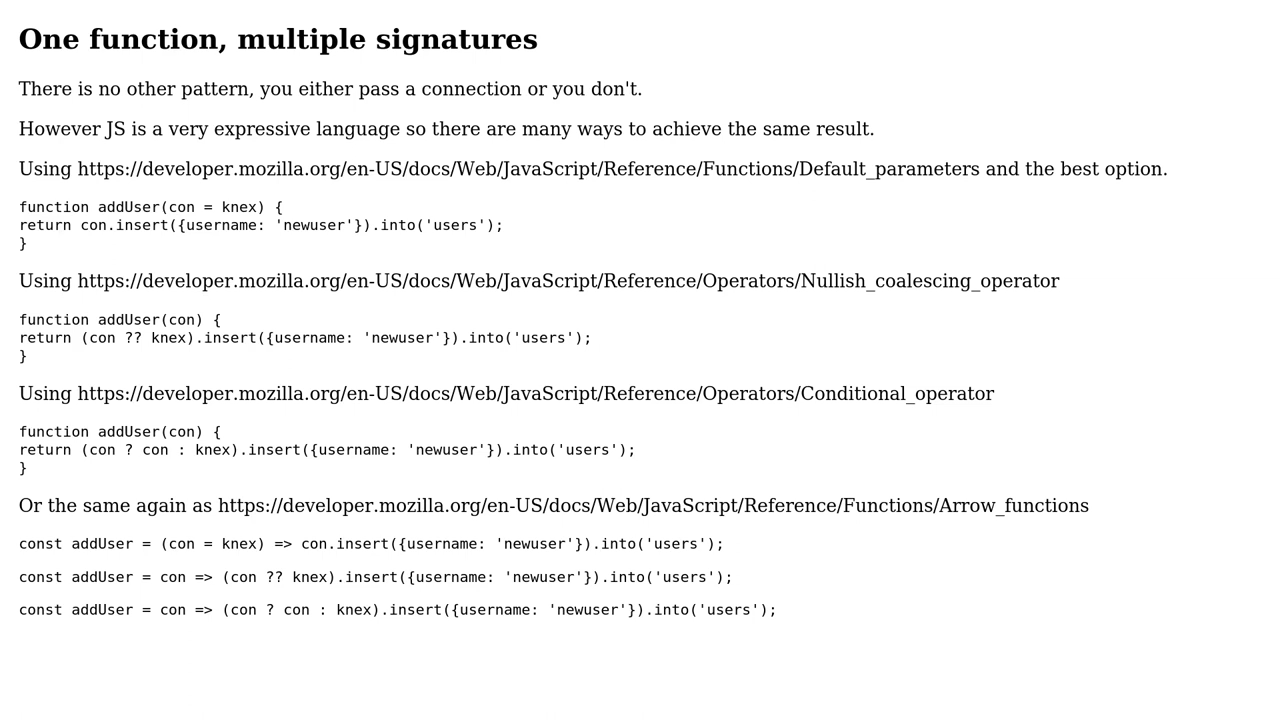 One function, multiple signatures
There is no other pattern, you either pass a connection or you don't.
However JS is a very expressive language so there are many ways to achieve the same result.
Using https://developer.mozilla.org/en-US/docs/Web/JavaScript/Reference/Functions/Default_parameters and the best option.
function addUser(con = knex) {
return con.insert({username: 'newuser'}).into('users');
}
Using https://developer.mozilla.org/en-US/docs/Web/JavaScript/Reference/Operators/Nullish_coalescing_operator
function addUser(con) {
return (con ?? knex).insert({username: 'newuser'}).into('users');
}
Using https://developer.mozilla.org/en-US/docs/Web/JavaScript/Reference/Operators/Conditional_operator
function addUser(con) {
return (con ? con : knex).insert({username: 'newuser'}).into('users');
}
Or the same again as https://developer.mozilla.org/en-US/docs/Web/JavaScript/Reference/Functions/Arrow_functions
const addUser = (con = knex) => con.insert({username: 'newuser'}).into('users');
const addUser = con => (con ?? knex).insert({username: 'newuser'}).into('users');
const addUser = con => (con ? con : knex).insert({username: 'newuser'}).into('users');